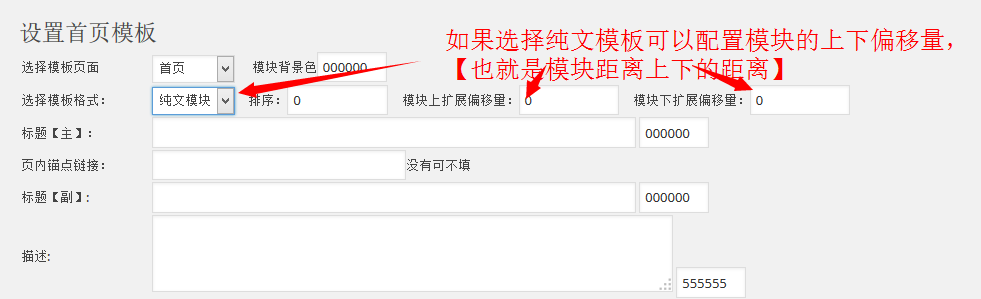 设置首页模板
如果选择纯文模板可以配置模块的上下偏移量，
【也就是模块距离上下的距离】
选择模板页面 首页 模块背景色 000000
选择模板格式： 纯文模块 排序： 0 模块上扩展偏移量： 0 模块下扩展偏移量： 0
标题【主】： 000000
页内锚点链接： 没有可不填
标题【副】： 000000
描述: 555555